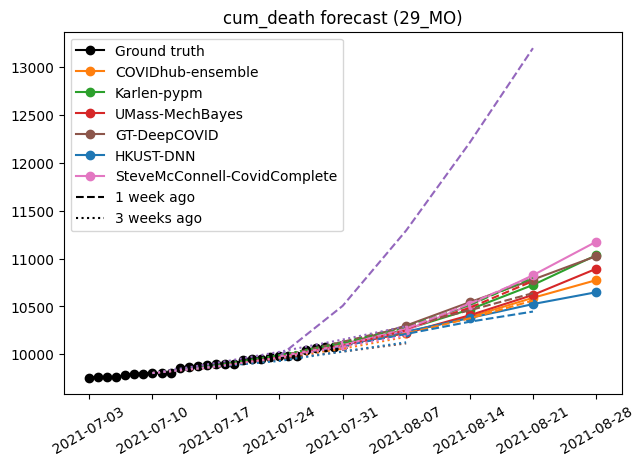 cum_death forecast (29_MO)
Ground truth
COVIDhub-ensemble
Karlen-pypm
UMass-MechBayes
GT-DeepCOVID
HKUST-DNN
SteveMcConnell-CovidComplete
1 week ago
3 weeks ago
13000
12500
12000
11500
11000
10500
10000
2021-07-03
2021-07-10
2021-07-17
2021-07-24
2021-07-31
2021-08-07
2021-08-14
2021-08-21
2021-08-28